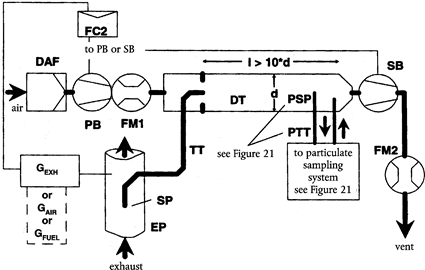 FC2
to PB or SB
DAF
l > 10*d
SB
air
DT
d
PSP
PB
FM1
PTT
TT
see Figure 21
to particulate
sampling
system
see Figure 21
FM2
GEXH
or
GAIR
or
GFUEL
SP
EP
vent
exhaust